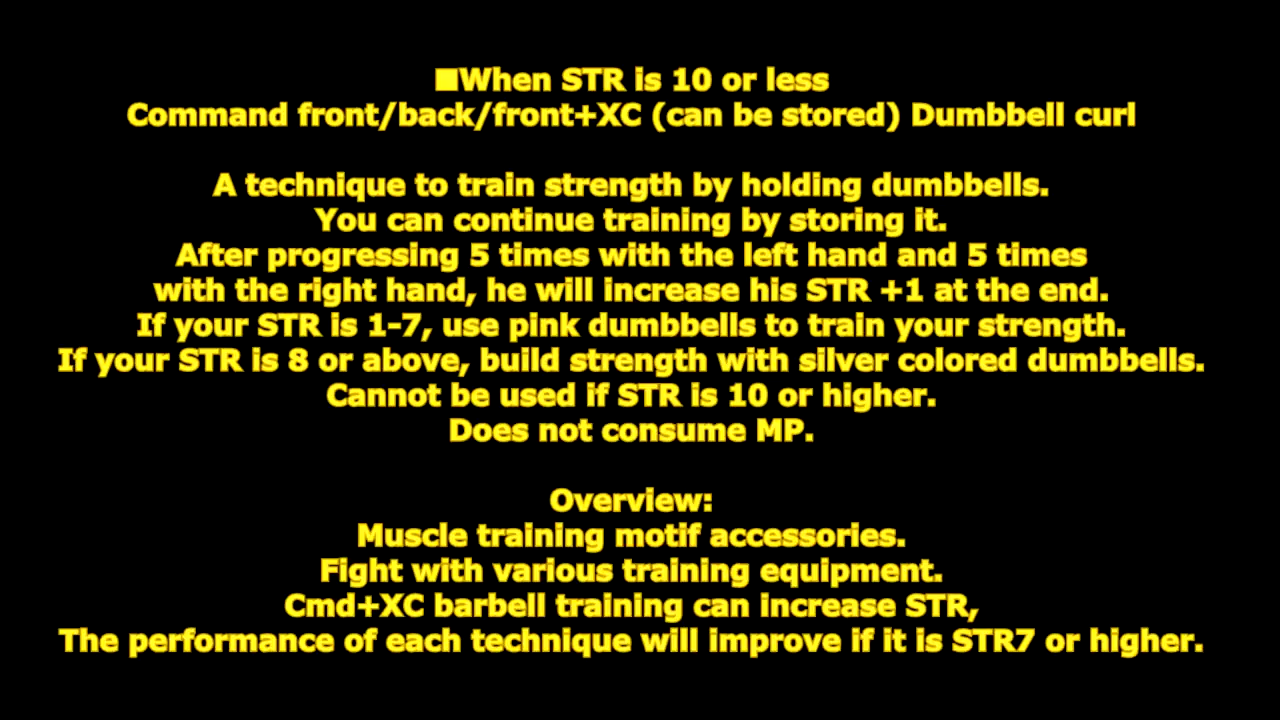 ■When STR is 10 or less
Command front/back/front+XC (can be stored) Dumbbell curl
A technique to train strength by holding dumbbells.
You can continue training by storing it.
After progressing 5 times with the left hand and 5 times
with the right hand, he will increase his STR +1 at the end.
If your STR is 1-7, use pink dumbbells to train your strength.
If your STR is 8 or above, build strength with silver colored dumbbells.
Cannot be used if STR is 10 or higher.
Does not consume MP.
Overview:
Muscle training motif accessories.
Fight with various training equipment.
Cmd+XC barbell training can increase STR,
The performance of each technique will improve if it is STR7 or higher.